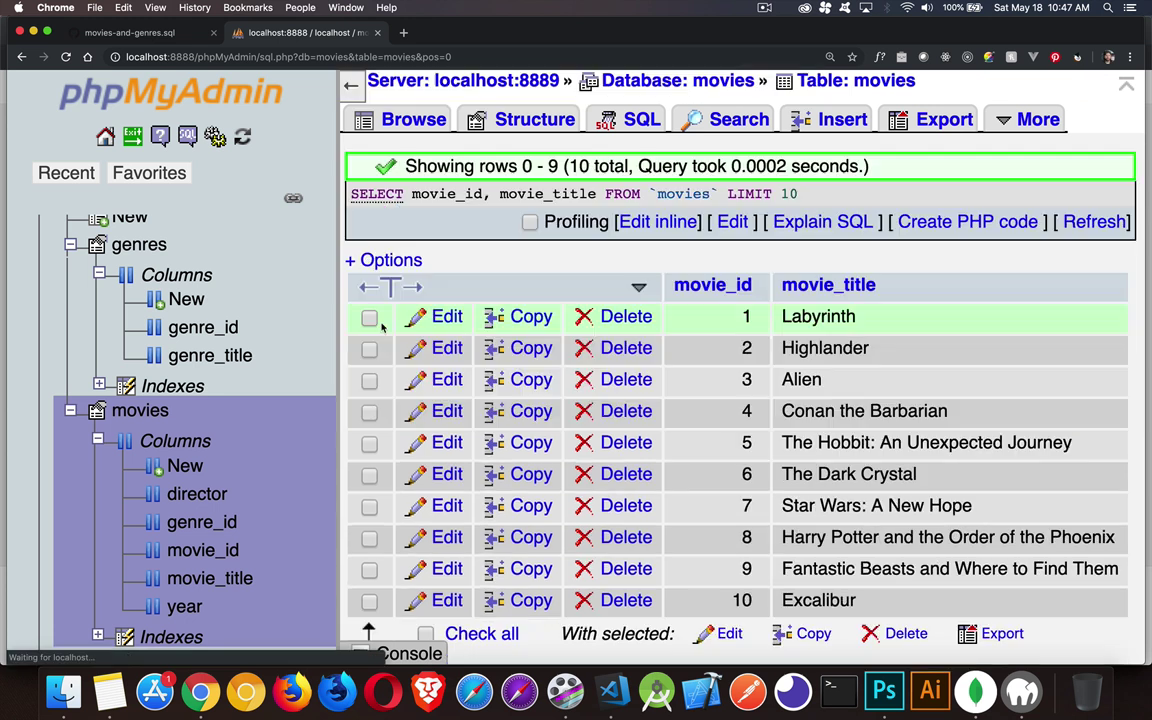 Chrome File Edit View History Bookmarks People Window Help 100% Sat May 18 10:47 AM
movies-and-genres.sql × localhost:8888 / localhost / mo × +
localhost:8888/phpMyAdmin/sql.php?db=movies&table=movies&pos=0
phpMyAdmin
Recent Favorites
New
genres
Columns
New
genre_id
genre_title
Indexes
movies
Columns
New
director
genre_id
movie_id
movie_title
year
Indexes
Waiting for localhost...
Server: localhost:8889 » Database: movies » Table: movies
Browse Structure SQL Search Insert Export More
Showing rows 0 - 9 (10 total, Query took 0.0002 seconds.)
SELECT movie_id, movie_title FROM `movies` LIMIT 10
Profiling [Edit inline] [ Edit ] [ Explain SQL ] [ Create PHP code ] [ Refresh]
+ Options
←T→ movie_id movie_title
Edit Copy Delete 1 Labyrinth
Edit Copy Delete 2 Highlander
Edit Copy Delete 3 Alien
Edit Copy Delete 4 Conan the Barbarian
Edit Copy Delete 5 The Hobbit: An Unexpected Journey
Edit Copy Delete 6 The Dark Crystal
Edit Copy Delete 7 Star Wars: A New Hope
Edit Copy Delete 8 Harry Potter and the Order of the Phoenix
Edit Copy Delete 9 Fantastic Beasts and Where to Find Them
Edit Copy Delete 10 Excalibur
Check all With selected: Edit Copy Delete Export
Console
Ps Ai